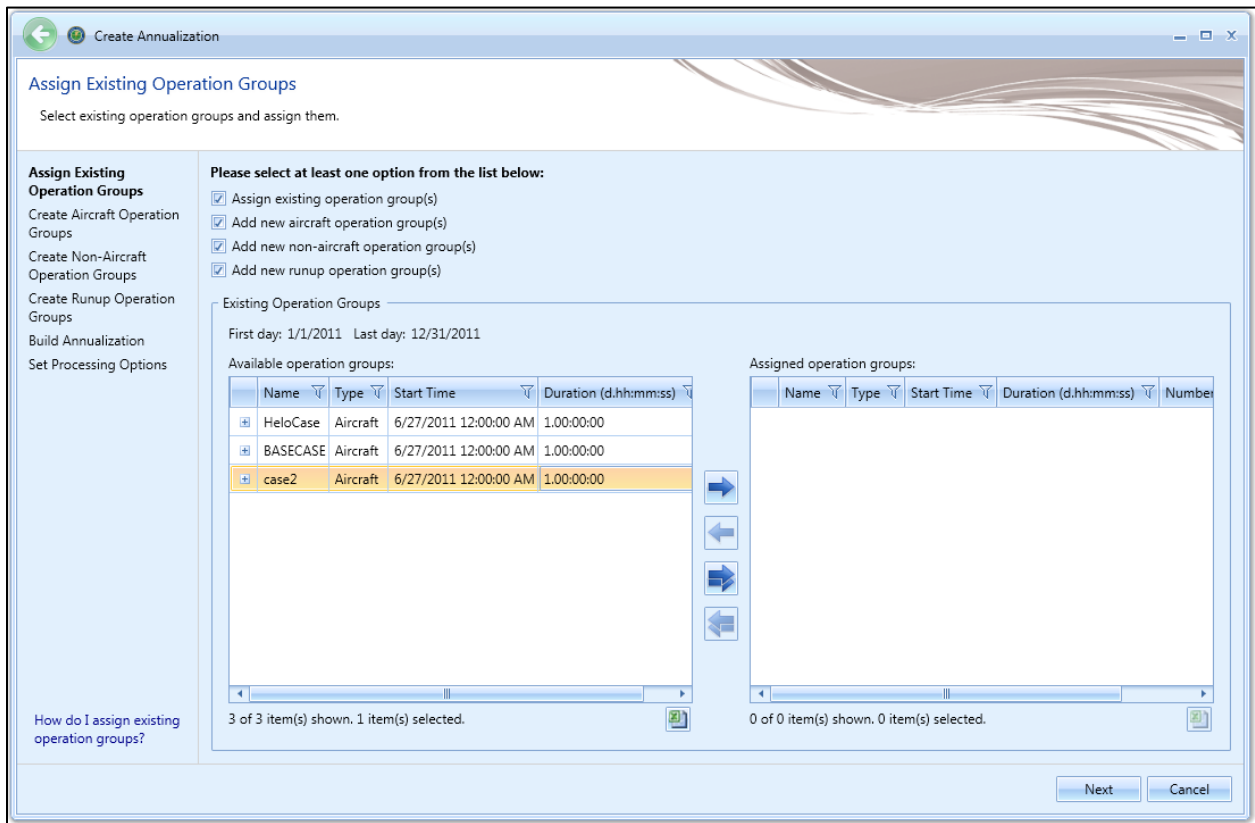 Create Annualization
Assign Existing Operation Groups
Select existing operation groups and assign them.
Assign Existing
Operation Groups
Create Aircraft Operation
Groups
Create Non-Aircraft
Operation Groups
Create Runup Operation
Groups
Build Annualization
Set Processing Options
How do I assign existing
operation groups?
Please select at least one option from the list below:
Assign existing operation group(s)
Add new aircraft operation group(s)
Add new non-aircraft operation group(s)
Add new runup operation group(s)
Existing Operation Groups
First day: 1/1/2011 Last day: 12/31/2011
Available operation groups:
Name Type Start Time Duration (d.hh:mm:ss)
HeloCase Aircraft 6/27/2011 12:00:00 AM 1.00:00:00
BASECASE Aircraft 6/27/2011 12:00:00 AM 1.00:00:00
case2 Aircraft 6/27/2011 12:00:00 AM 1.00:00:00
3 of 3 item(s) shown. 1 item(s) selected.
Assigned operation groups:
Name Type Start Time Duration (d.hh:mm:ss) Number
0 of 0 item(s) shown. 0 item(s) selected.
Next Cancel